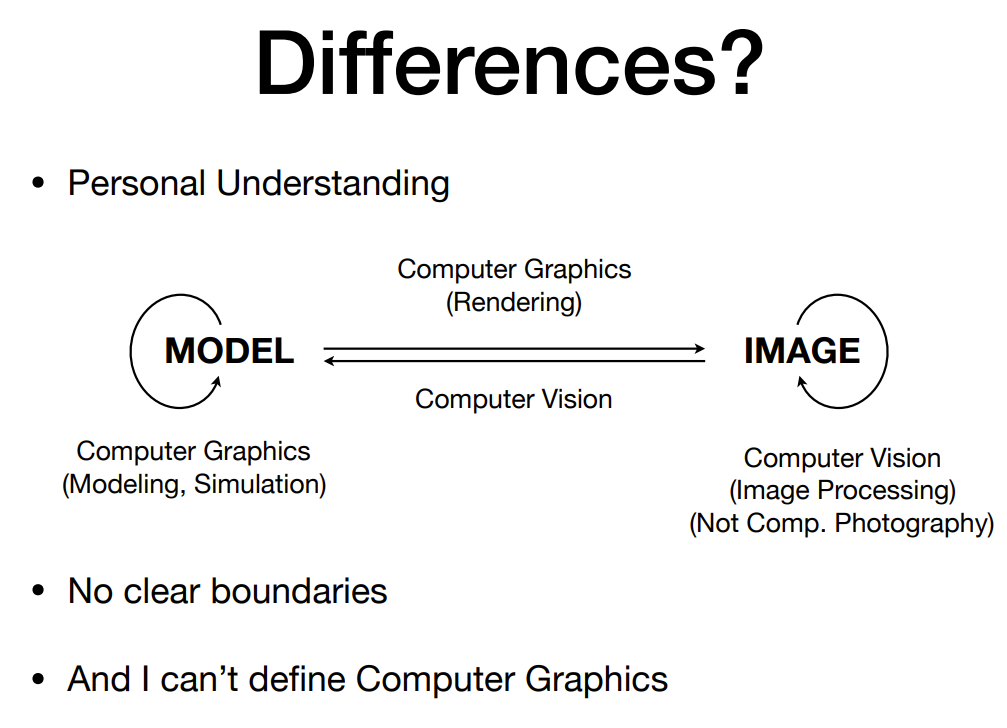 Differences?
• Personal Understanding
Computer Graphics
(Rendering)
MODEL
IMAGE
Computer Vision
Computer Graphics
(Modeling, Simulation)
Computer Vision
(Image Processing)
(Not Comp. Photography)
• No clear boundaries
• And I can’t define Computer Graphics